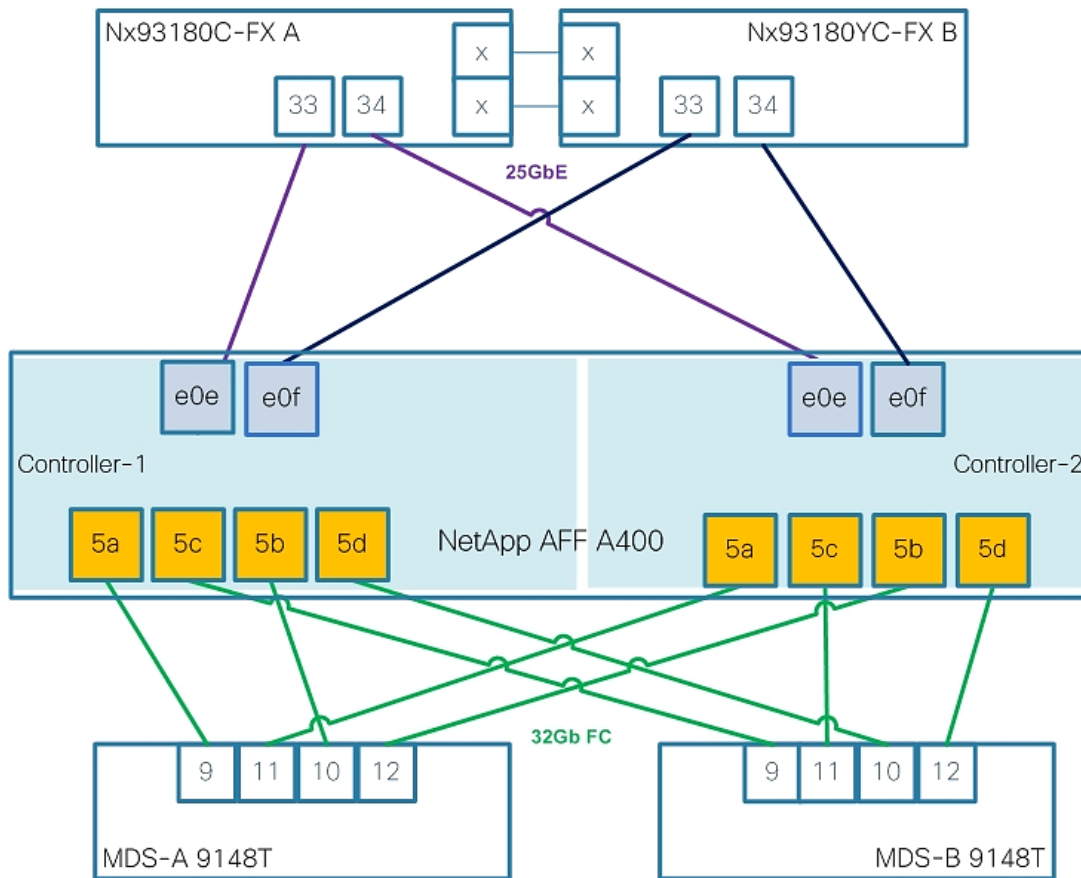 Nx93180C-FX A
Nx93180YC-FX B
x
x
33
34
x
x
33
34
25GbE
e0e
e0f
e0e
e0f
Controller-1
Controller-2
5a
5c
5b
5d
NetApp AFF A400
5a
5c
5b
5d
32Gb FC
9
11
10
12
9
11
10
12
MDS-A 9148T
MDS-B 9148T